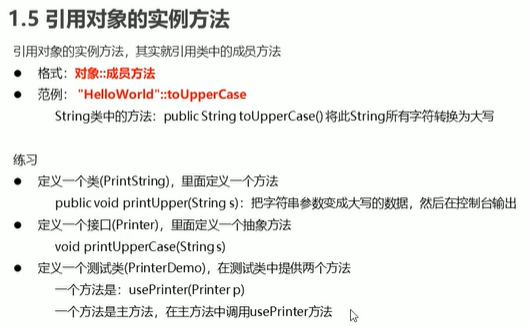 1.5 引用对象的实例方法
引用对象的实例方法，其实就引用类中的成员方法
● 格式：对象::成员方法
● 范例： "HelloWorld"::toUpperCase
String类中的方法：public String toUpperCase() 将此String所有字符转换为大写
练习
● 定义一个类(PrintString)，里面定义一个方法
public void printUpper(String s)：把字符串参数变成大写的数据，然后在控制台输出
● 定义一个接口(Printer)，里面定义一个抽象方法
void printUpperCase(String s)
● 定义一个测试类(PrinterDemo)，在测试类中提供两个方法
一个方法是：usePrinter(Printer p)
一个方法是主方法，在主方法中调用usePrinter方法